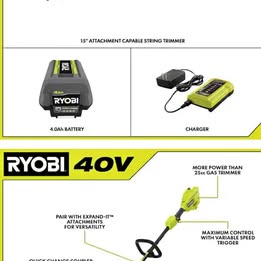 15" ATTACHMENT CAPABLE STRING TRIMMER
RYOBI
4.0Ah BATTERY
CHARGER
RYOBI 40V
MORE POWER THAN
25cc GAS TRIMMER
PAIR WITH EXPAND-IT™
ATTACHMENTS
FOR VERSATILITY
MAXIMUM CONTROL
WITH VARIABLE SPEED
TRIGGER
QUICK CHANGE COUPLER